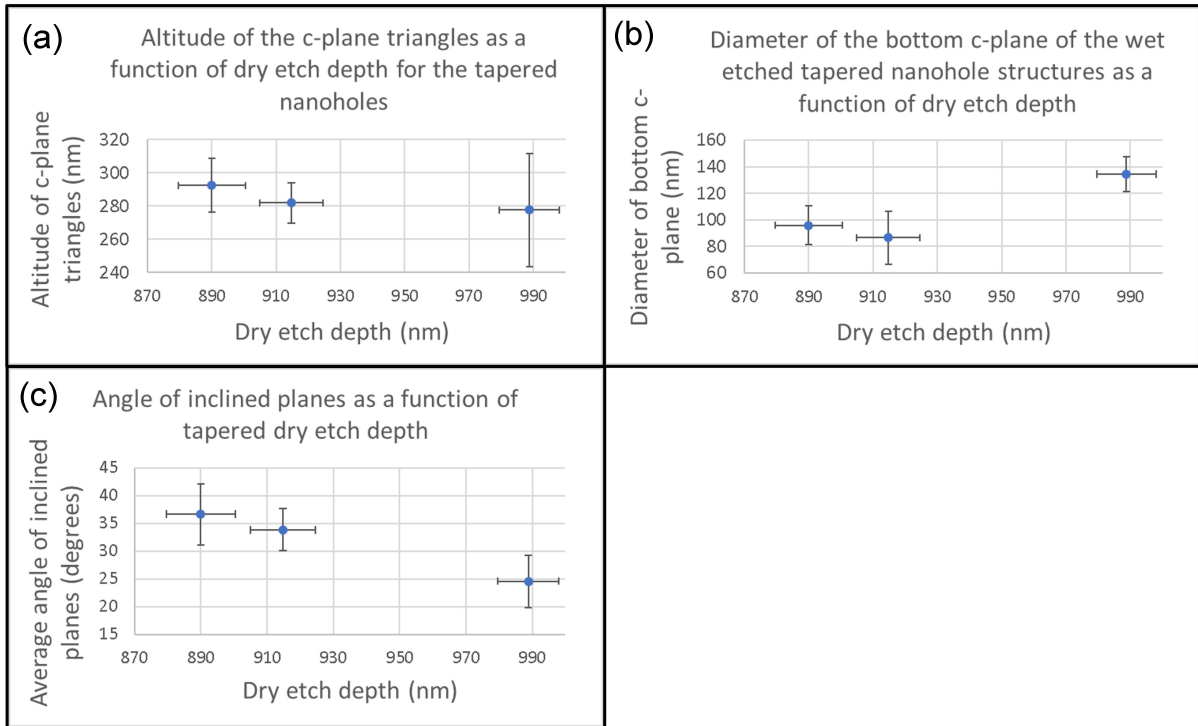 (a)
Altitude of the c-plane triangles as a
function of dry etch depth for the tapered
nanoholes
Altitude of c-plane
triangles (nm)
320
300
280
260
240
870 890 910 930 950 970 990
Dry etch depth (nm)
(b)
Diameter of the bottom c-plane of the wet
etched tapered nanohole structures as a
function of dry etch depth
Diameter of bottom c-
plane (nm)
160
140
120
100
80
60
870 890 910 930 950 970 990
Dry etch depth (nm)
(c)
Angle of inclined planes as a function of
tapered dry etch depth
Average angle of inclined
planes (degrees)
45
40
35
30
25
20
15
870 890 910 930 950 970 990
Dry etch depth (nm)